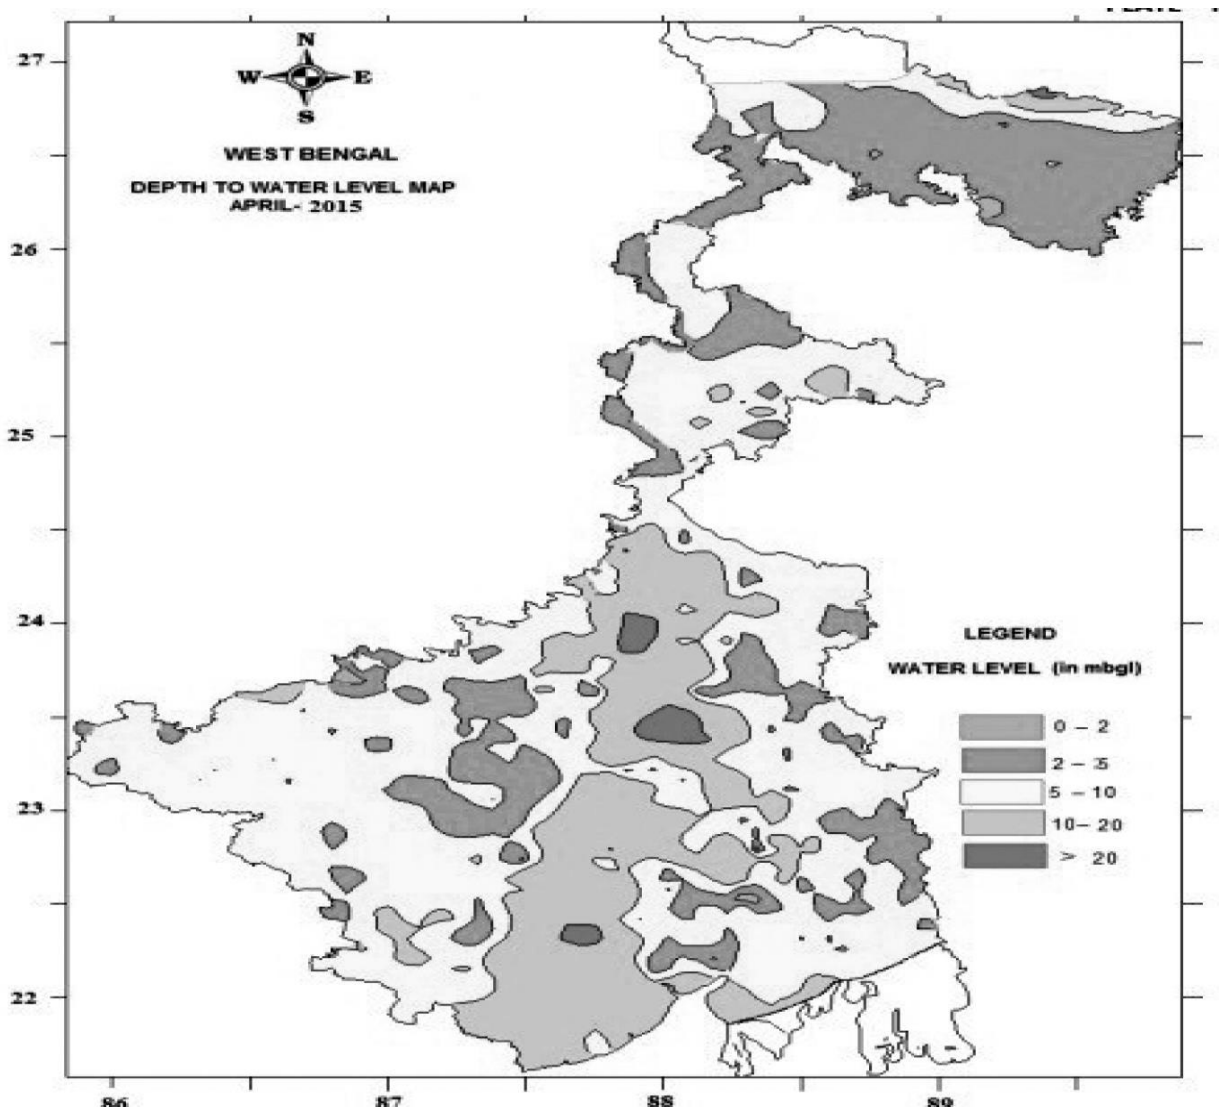 N
W E
S
WEST BENGAL
DEPTH TO WATER LEVEL MAP
APRIL- 2015
27
26
25
24
23
22
LEGEND
WATER LEVEL (in mbgl)
0 – 2
2 – 5
5 – 10
10– 20
> 20
86 87 88 89